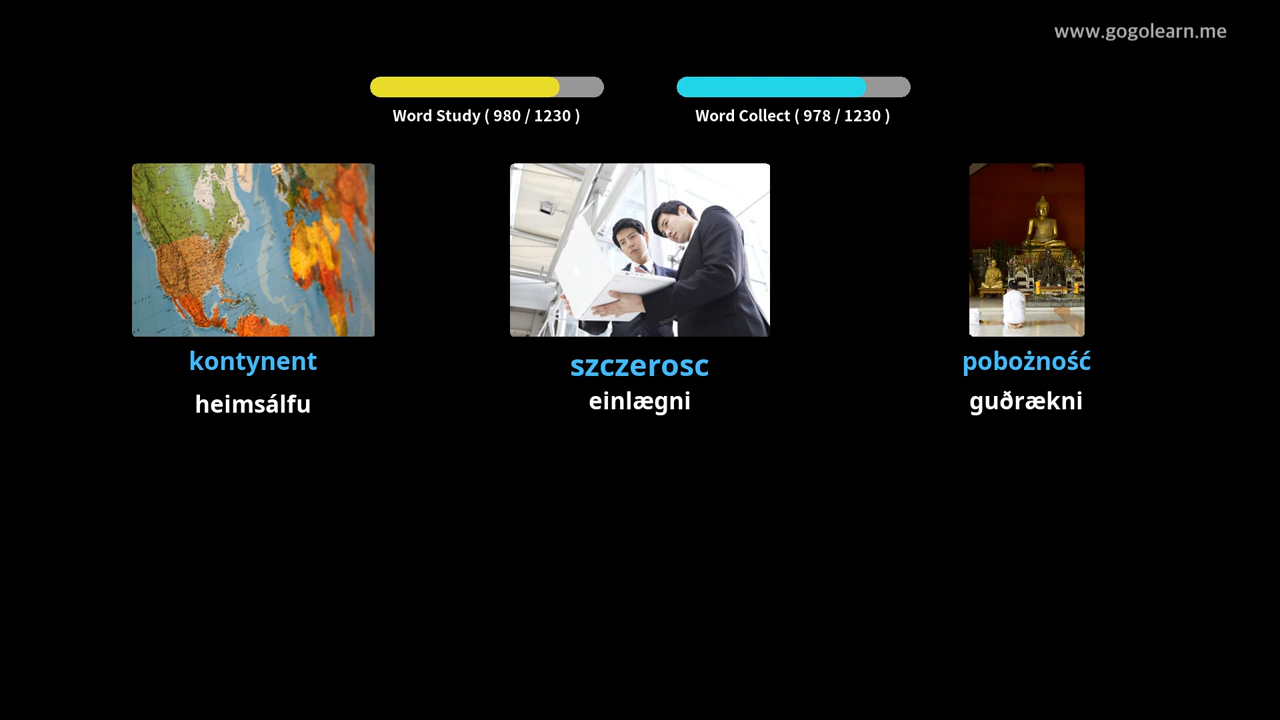 www.gogolearn.me
Word Study ( 980 / 1230 )
Word Collect ( 978 / 1230 )
kontynent
heimsálfu
szczerosc
einlægni
pobożność
guðrækni